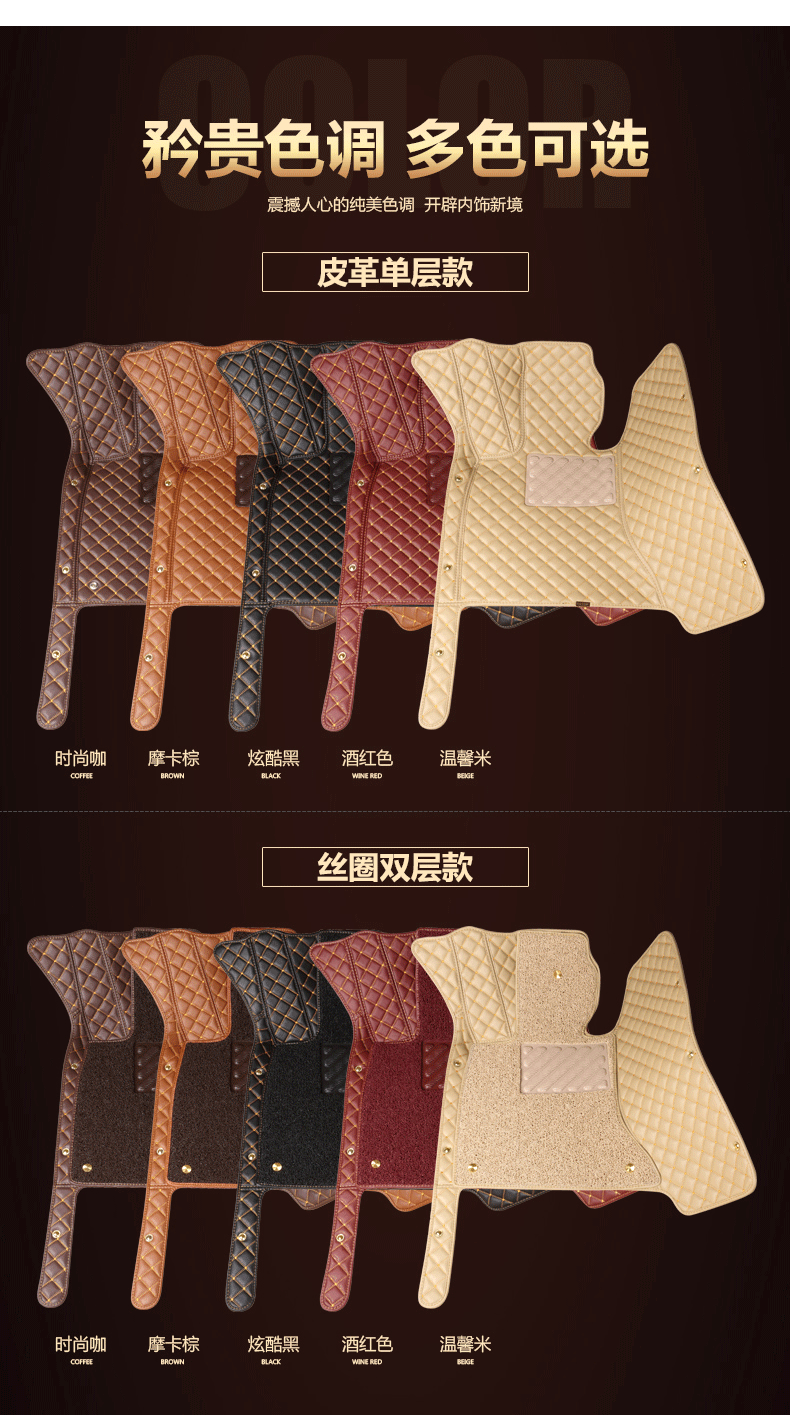 COLOR
矜贵色调 多色可选
震撼人心的纯美色调 开辟内饰新境
皮革单层款
时尚咖 摩卡棕 炫酷黑 酒红色 温馨米
COFFEE BROWN BLACK WINE RED BEIGE
丝圈双层款
时尚咖 摩卡棕 炫酷黑 酒红色 温馨米
COFFEE BROWN BLACK WINE RED BEIGE